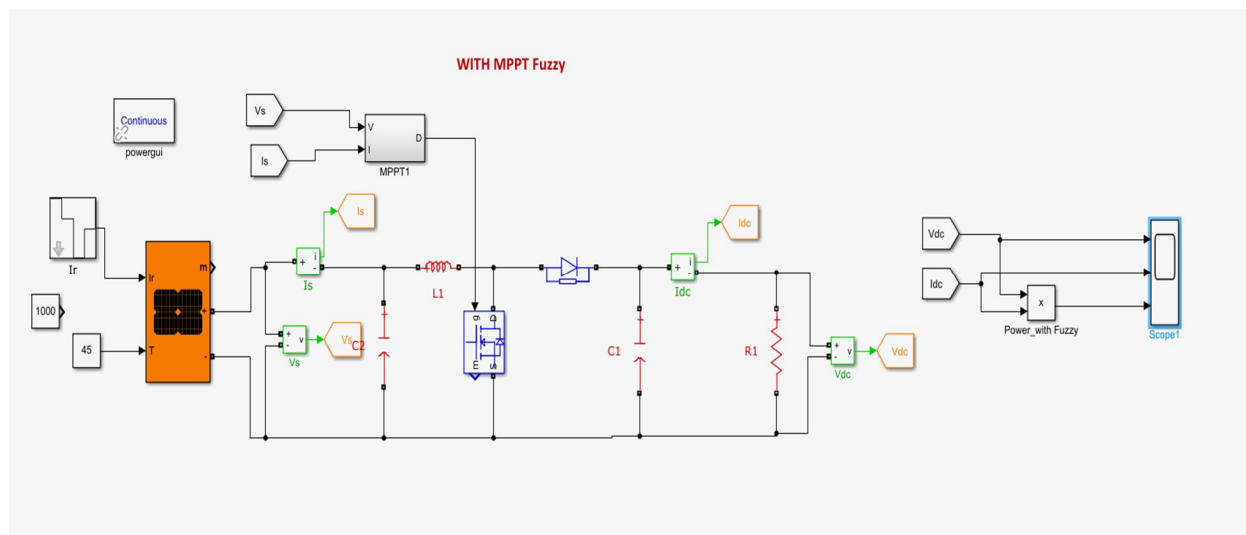 WITH MPPT Fuzzy
Continuous
powergui
Vs
Is
V
I
D
MPPT1
Ir
1000
45
Ir
T
m
+
-
Is
+
i
-
Is
+
-
v
Vs
Vs
C2
L1
g
D
m
S
C1
Idc
+
i
-
Idc
R1
+
-
v
Vdc
Vdc
Vdc
Idc
x
Power_with Fuzzy
Scope1